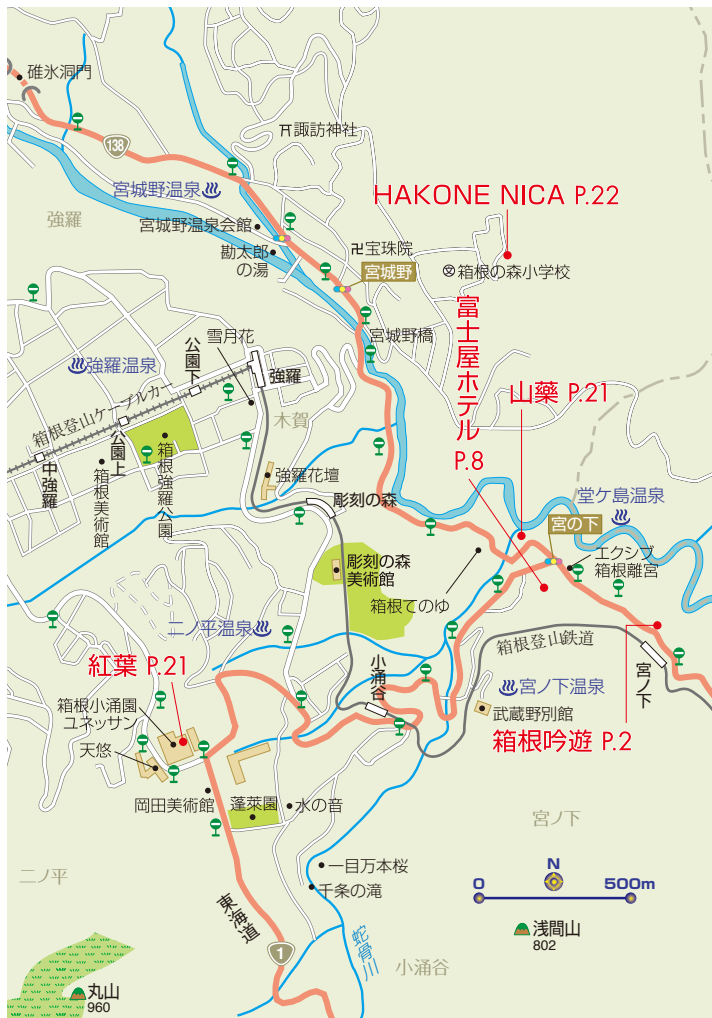 碓氷洞門
138
諏訪神社
宮城野温泉
HAKONE NICA P.22
強羅
宮城野温泉会館
勘太郎
の湯
宝珠院
宮城野
箱根の森小学校
富士屋ホテル
P.8
雪月花
宮城野橋
強羅温泉
公園下
強羅
箱根登山ケーブルカー
木賀
山藥 P.21
公園上
中強羅
箱根美術館
箱根強羅公園
強羅花壇
彫刻の森
堂ケ島温泉
宮の下
彫刻の森
美術館
エクシブ
箱根離宮
箱根てのゆ
二ノ平温泉
箱根登山鉄道
紅葉 P.21
小涌谷
宮ノ下
宮ノ下温泉
箱根小涌園
ユネッサン
武蔵野別館
天悠
箱根吟遊 P.2
岡田美術館
蓬莱園
水の音
宮ノ下
一目万本桜
二ノ平
千条の滝
N
0
500m
東海道
浅間山
802
蛇骨川
1
小涌谷
丸山
960